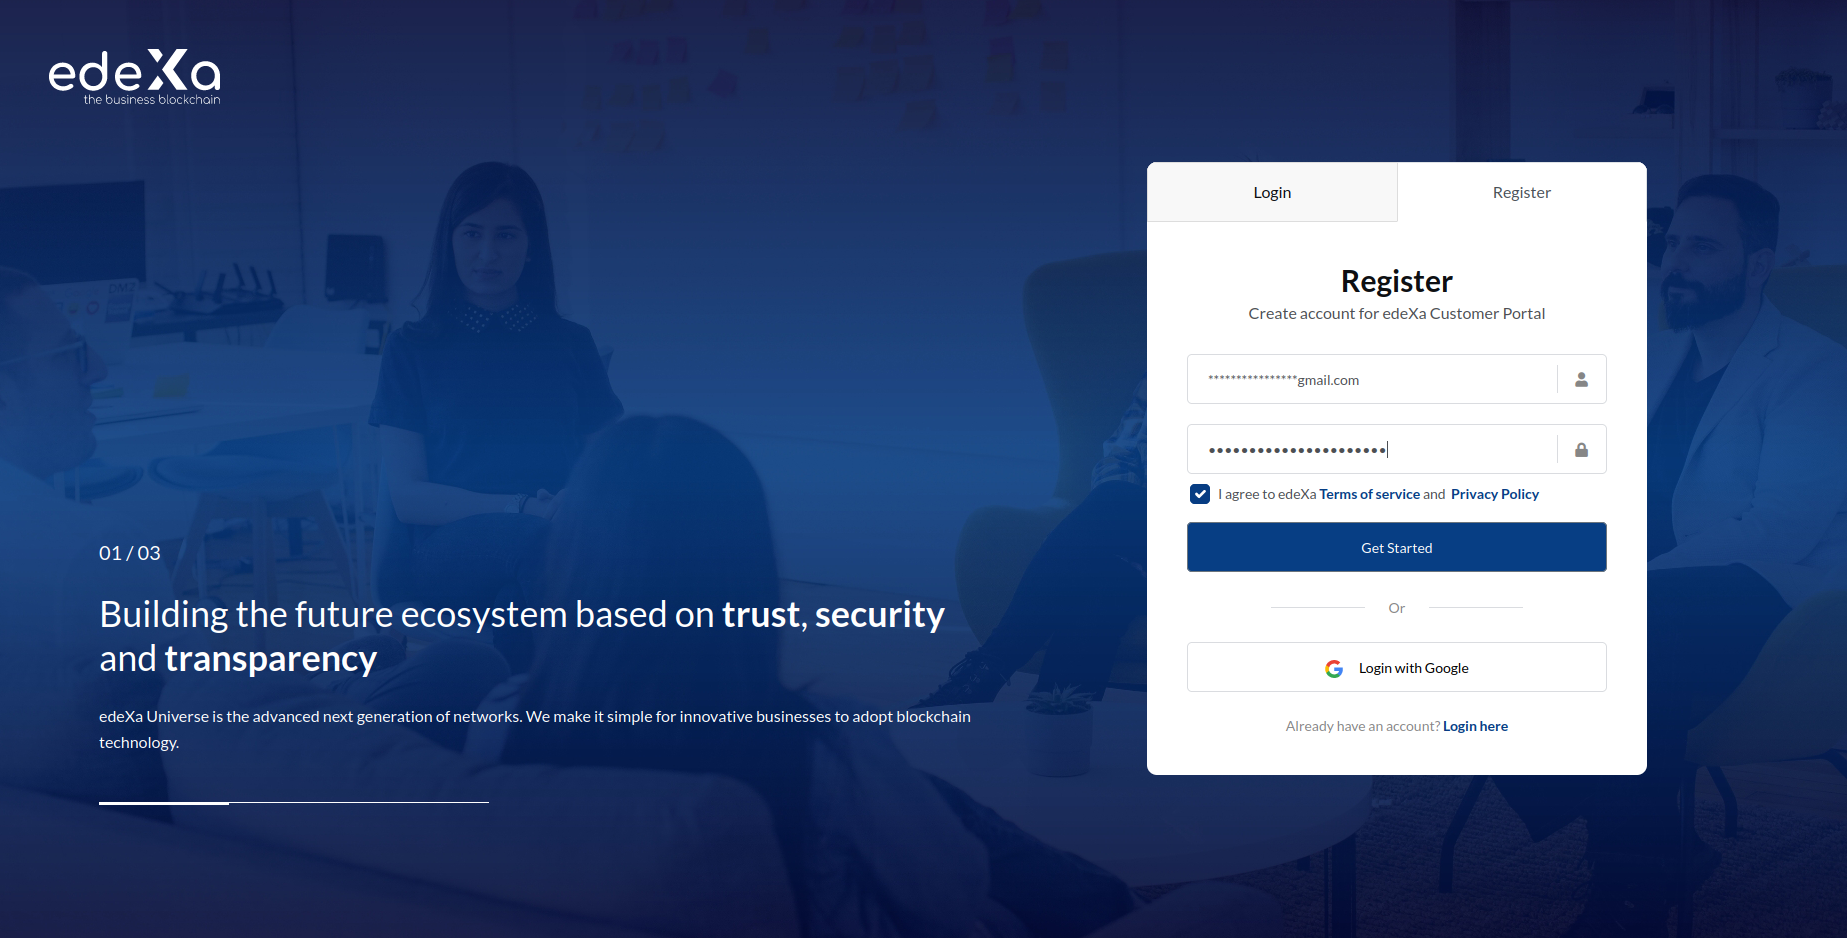 edeXa
the business blockchain
Login
Register
Register
Create account for edeXa Customer Portal
****************gmail.com
••••••••••••••••••••••
I agree to edeXa Terms of service and Privacy Policy
Get Started
Or
Login with Google
Already have an account? Login here
01 / 03
Building the future ecosystem based on trust, security
and transparency
edeXa Universe is the advanced next generation of networks. We make it simple for innovative businesses to adopt blockchain
technology.